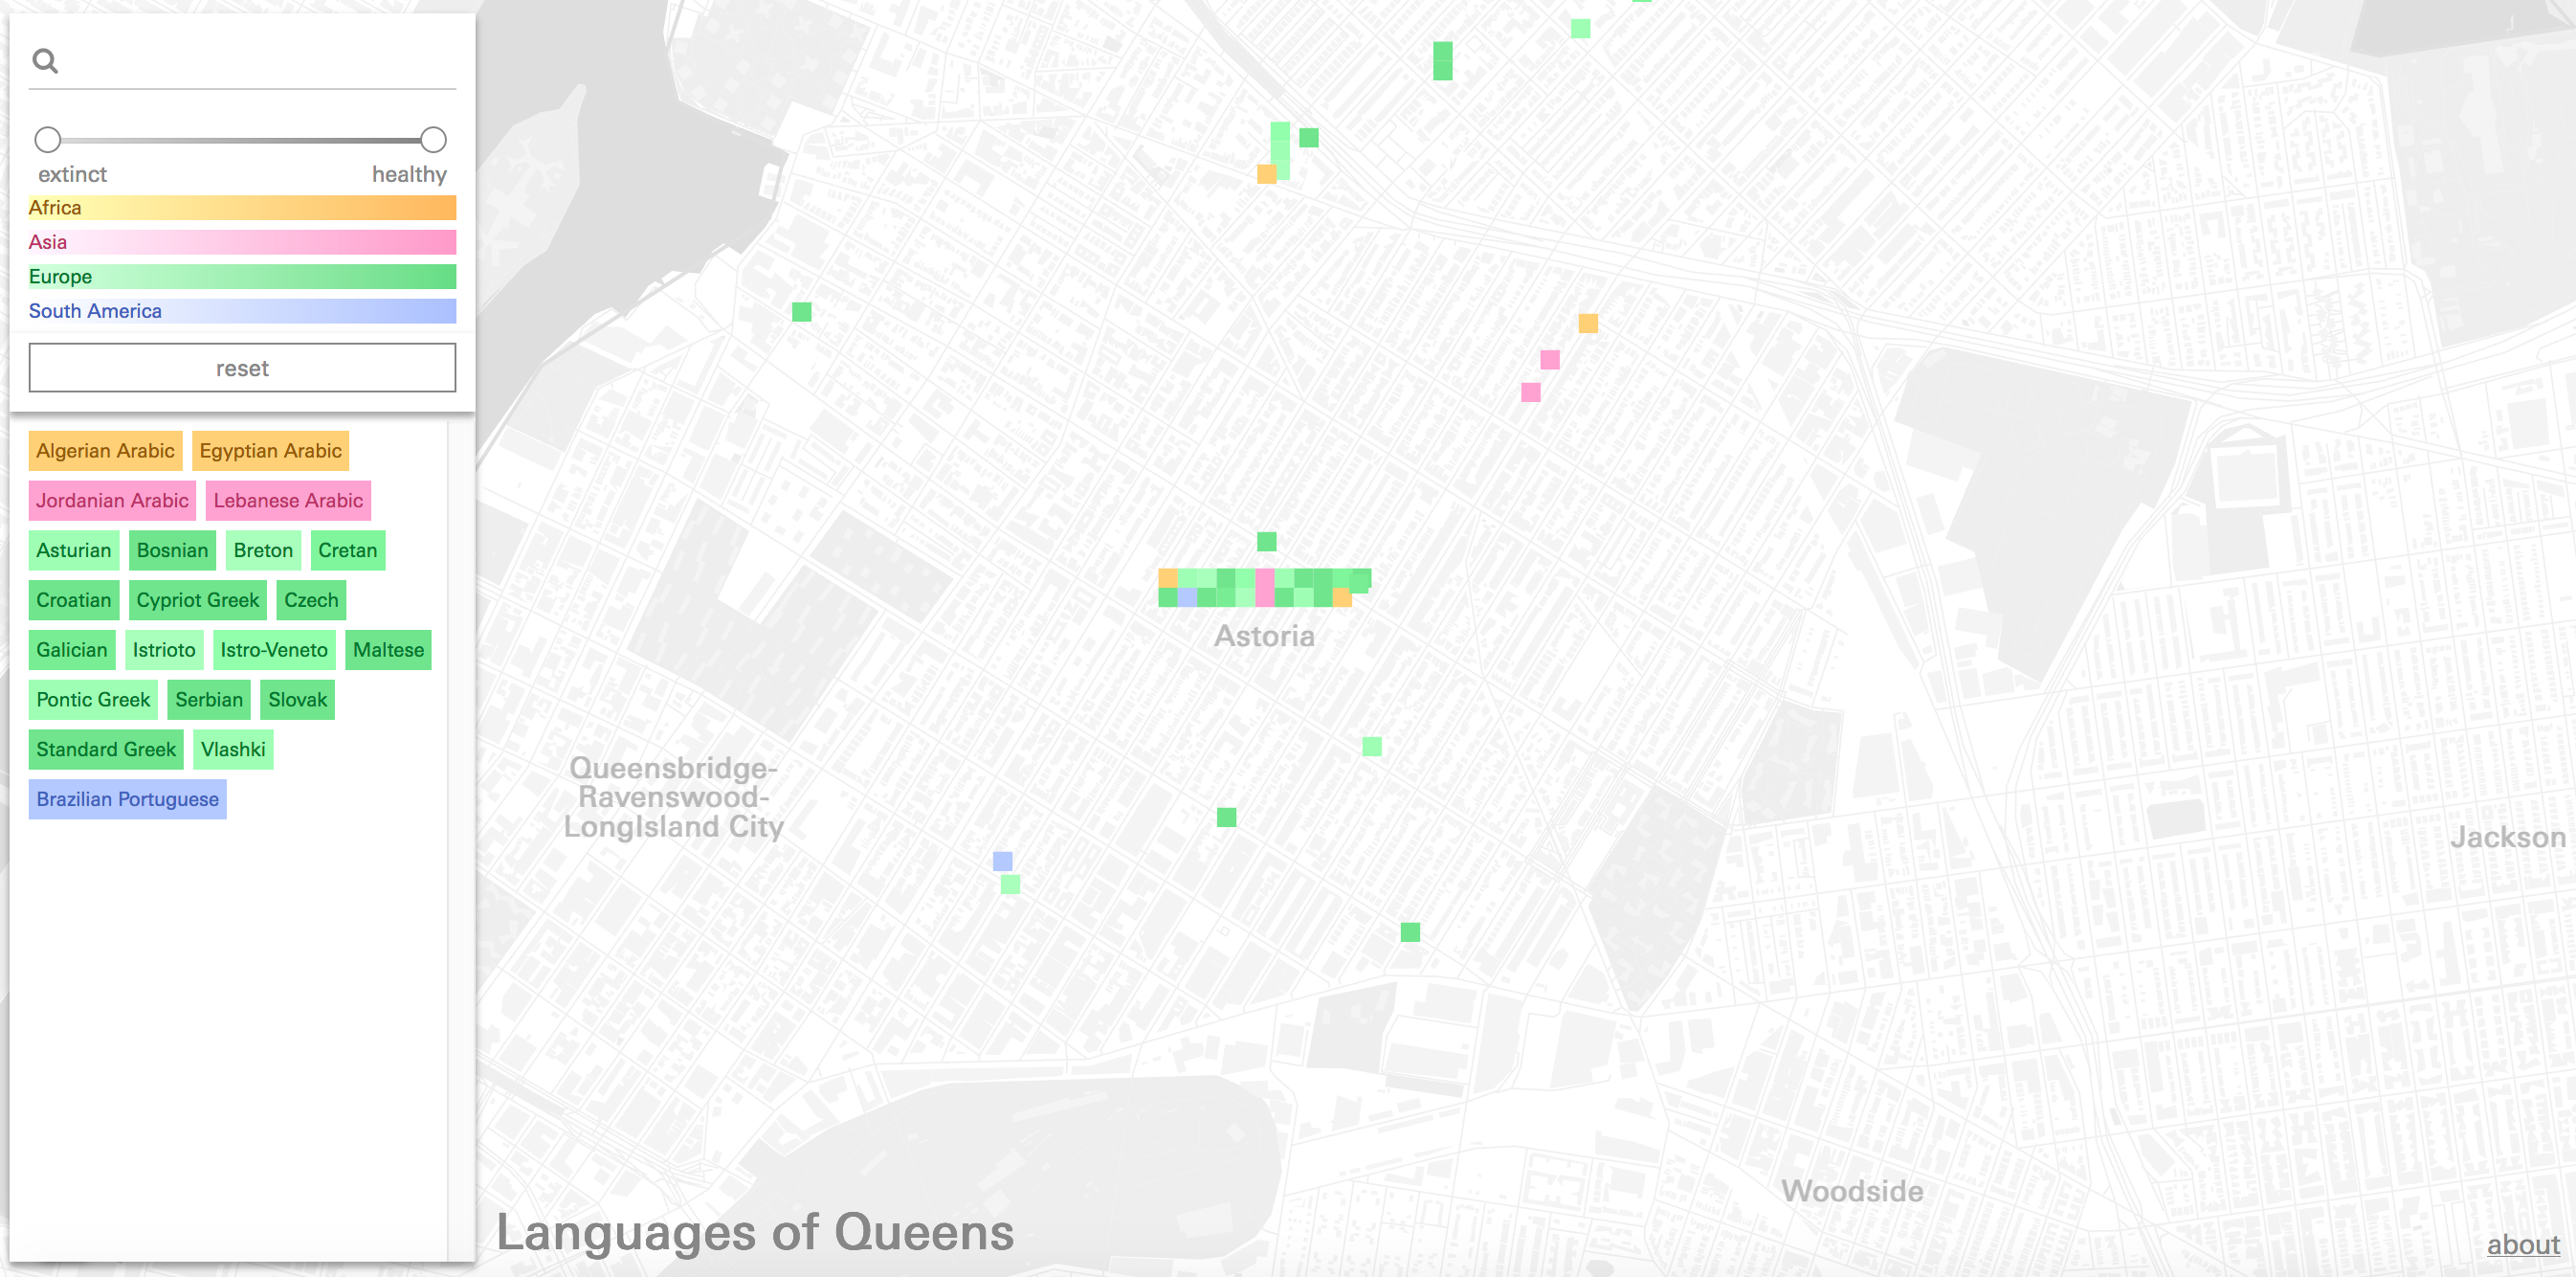 extinct healthy
Africa
Asia
Europe
South America
reset
Algerian Arabic Egyptian Arabic
Jordanian Arabic Lebanese Arabic
Asturian Bosnian Breton Cretan
Croatian Cypriot Greek Czech
Galician Istrioto Istro-Veneto Maltese
Pontic Greek Serbian Slovak
Standard Greek Vlashki
Brazilian Portuguese
Astoria
Queensbridge-
Ravenswood-
LongIsland City
Jackson
Woodside
Languages of Queens
about